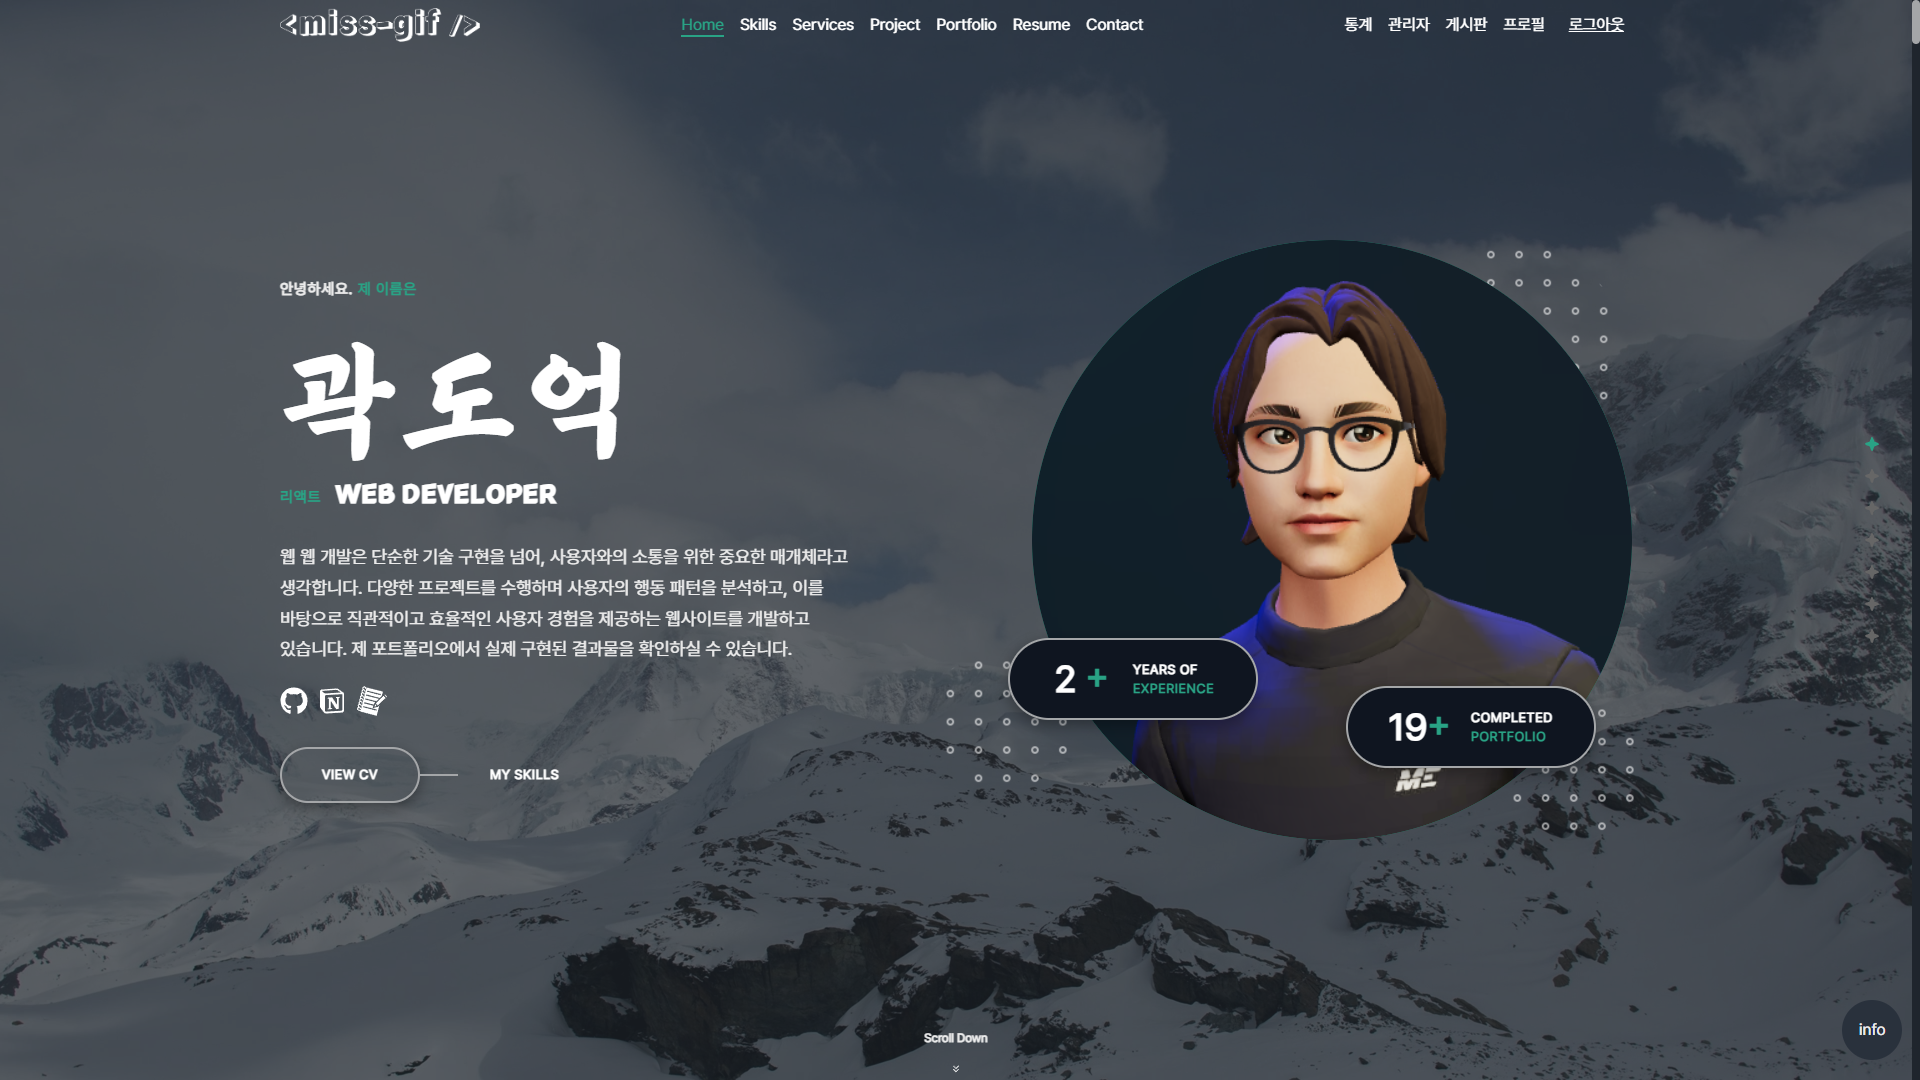 <miss-gif />
Home Skills Services Project Portfolio Resume Contact
통계 관리자 게시판 프로필 로그아웃
안녕하세요. 제 이름은
곽도억
리액트 WEB DEVELOPER
웹 웹 개발은 단순한 기술 구현을 넘어, 사용자와의 소통을 위한 중요한 매개체라고
생각합니다. 다양한 프로젝트를 수행하며 사용자의 행동 패턴을 분석하고, 이를
바탕으로 직관적이고 효율적인 사용자 경험을 제공하는 웹사이트를 개발하고
있습니다. 제 포트폴리오에서 실제 구현된 결과물을 확인하실 수 있습니다.
N
VIEW CV
MY SKILLS
2 + YEARS OF
EXPERIENCE
19+ COMPLETED
PORTFOLIO
ME
Scroll Down
info